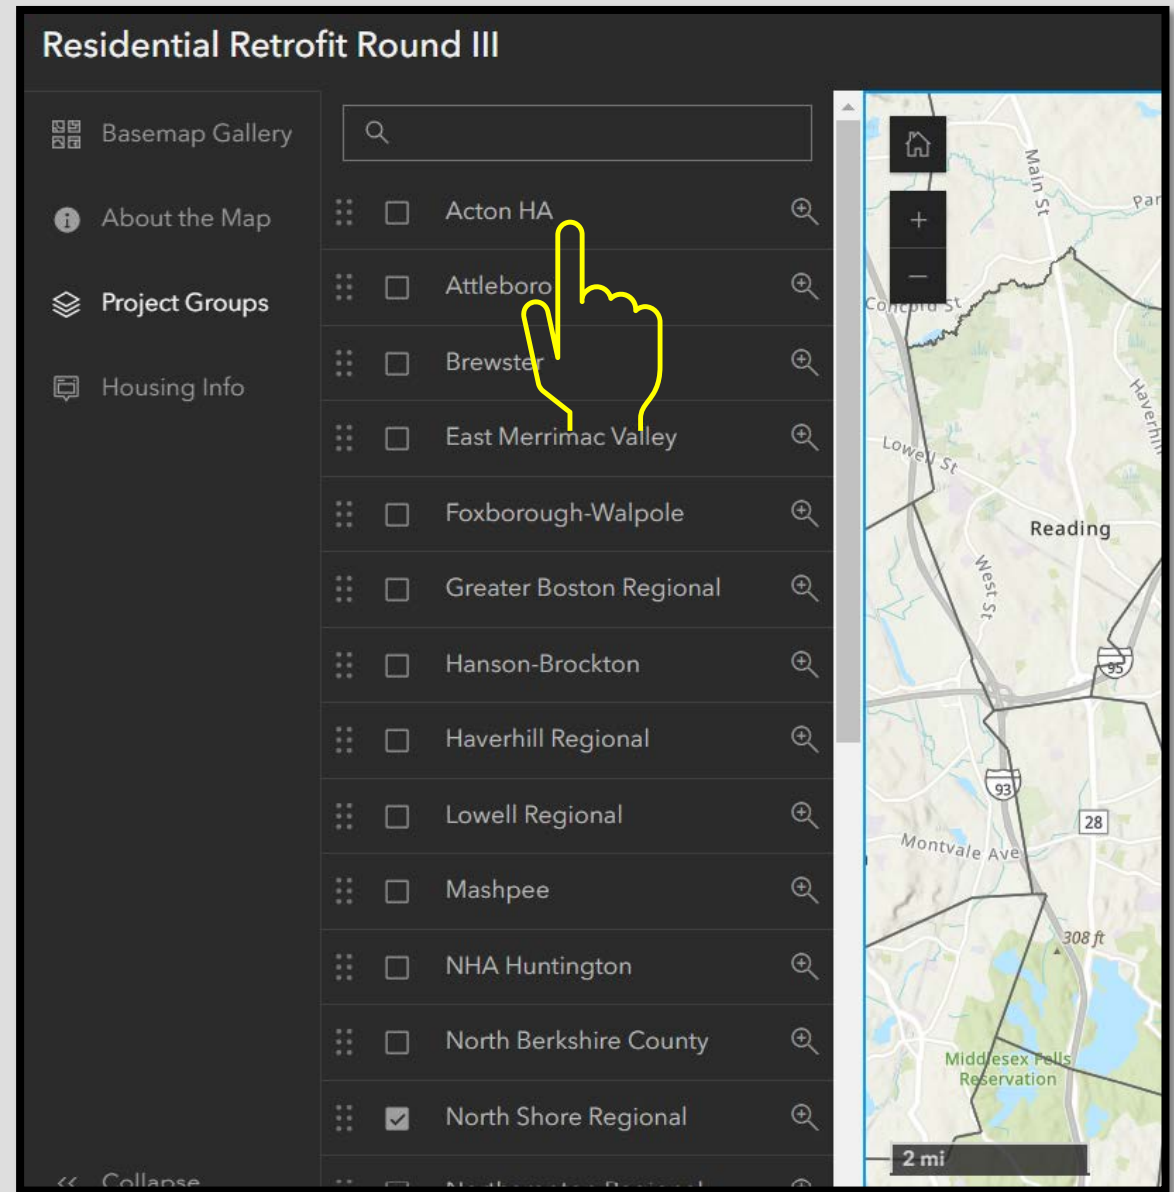 Residential Retrofit Round III
Basemap Gallery
About the Map
Project Groups
Housing Info
Collapse
Acton HA
Attleboro
Brewster
East Merrimac Valley
Foxborough-Walpole
Greater Boston Regional
Hanson-Brockton
Haverhill Regional
Lowell Regional
Mashpee
NHA Huntington
North Berkshire County
North Shore Regional
Main St
Concord St
Lowell St
Reading
West St
95
93
28
Montvale Ave
308 ft
Middlesex Fells
Reservation
2 mi